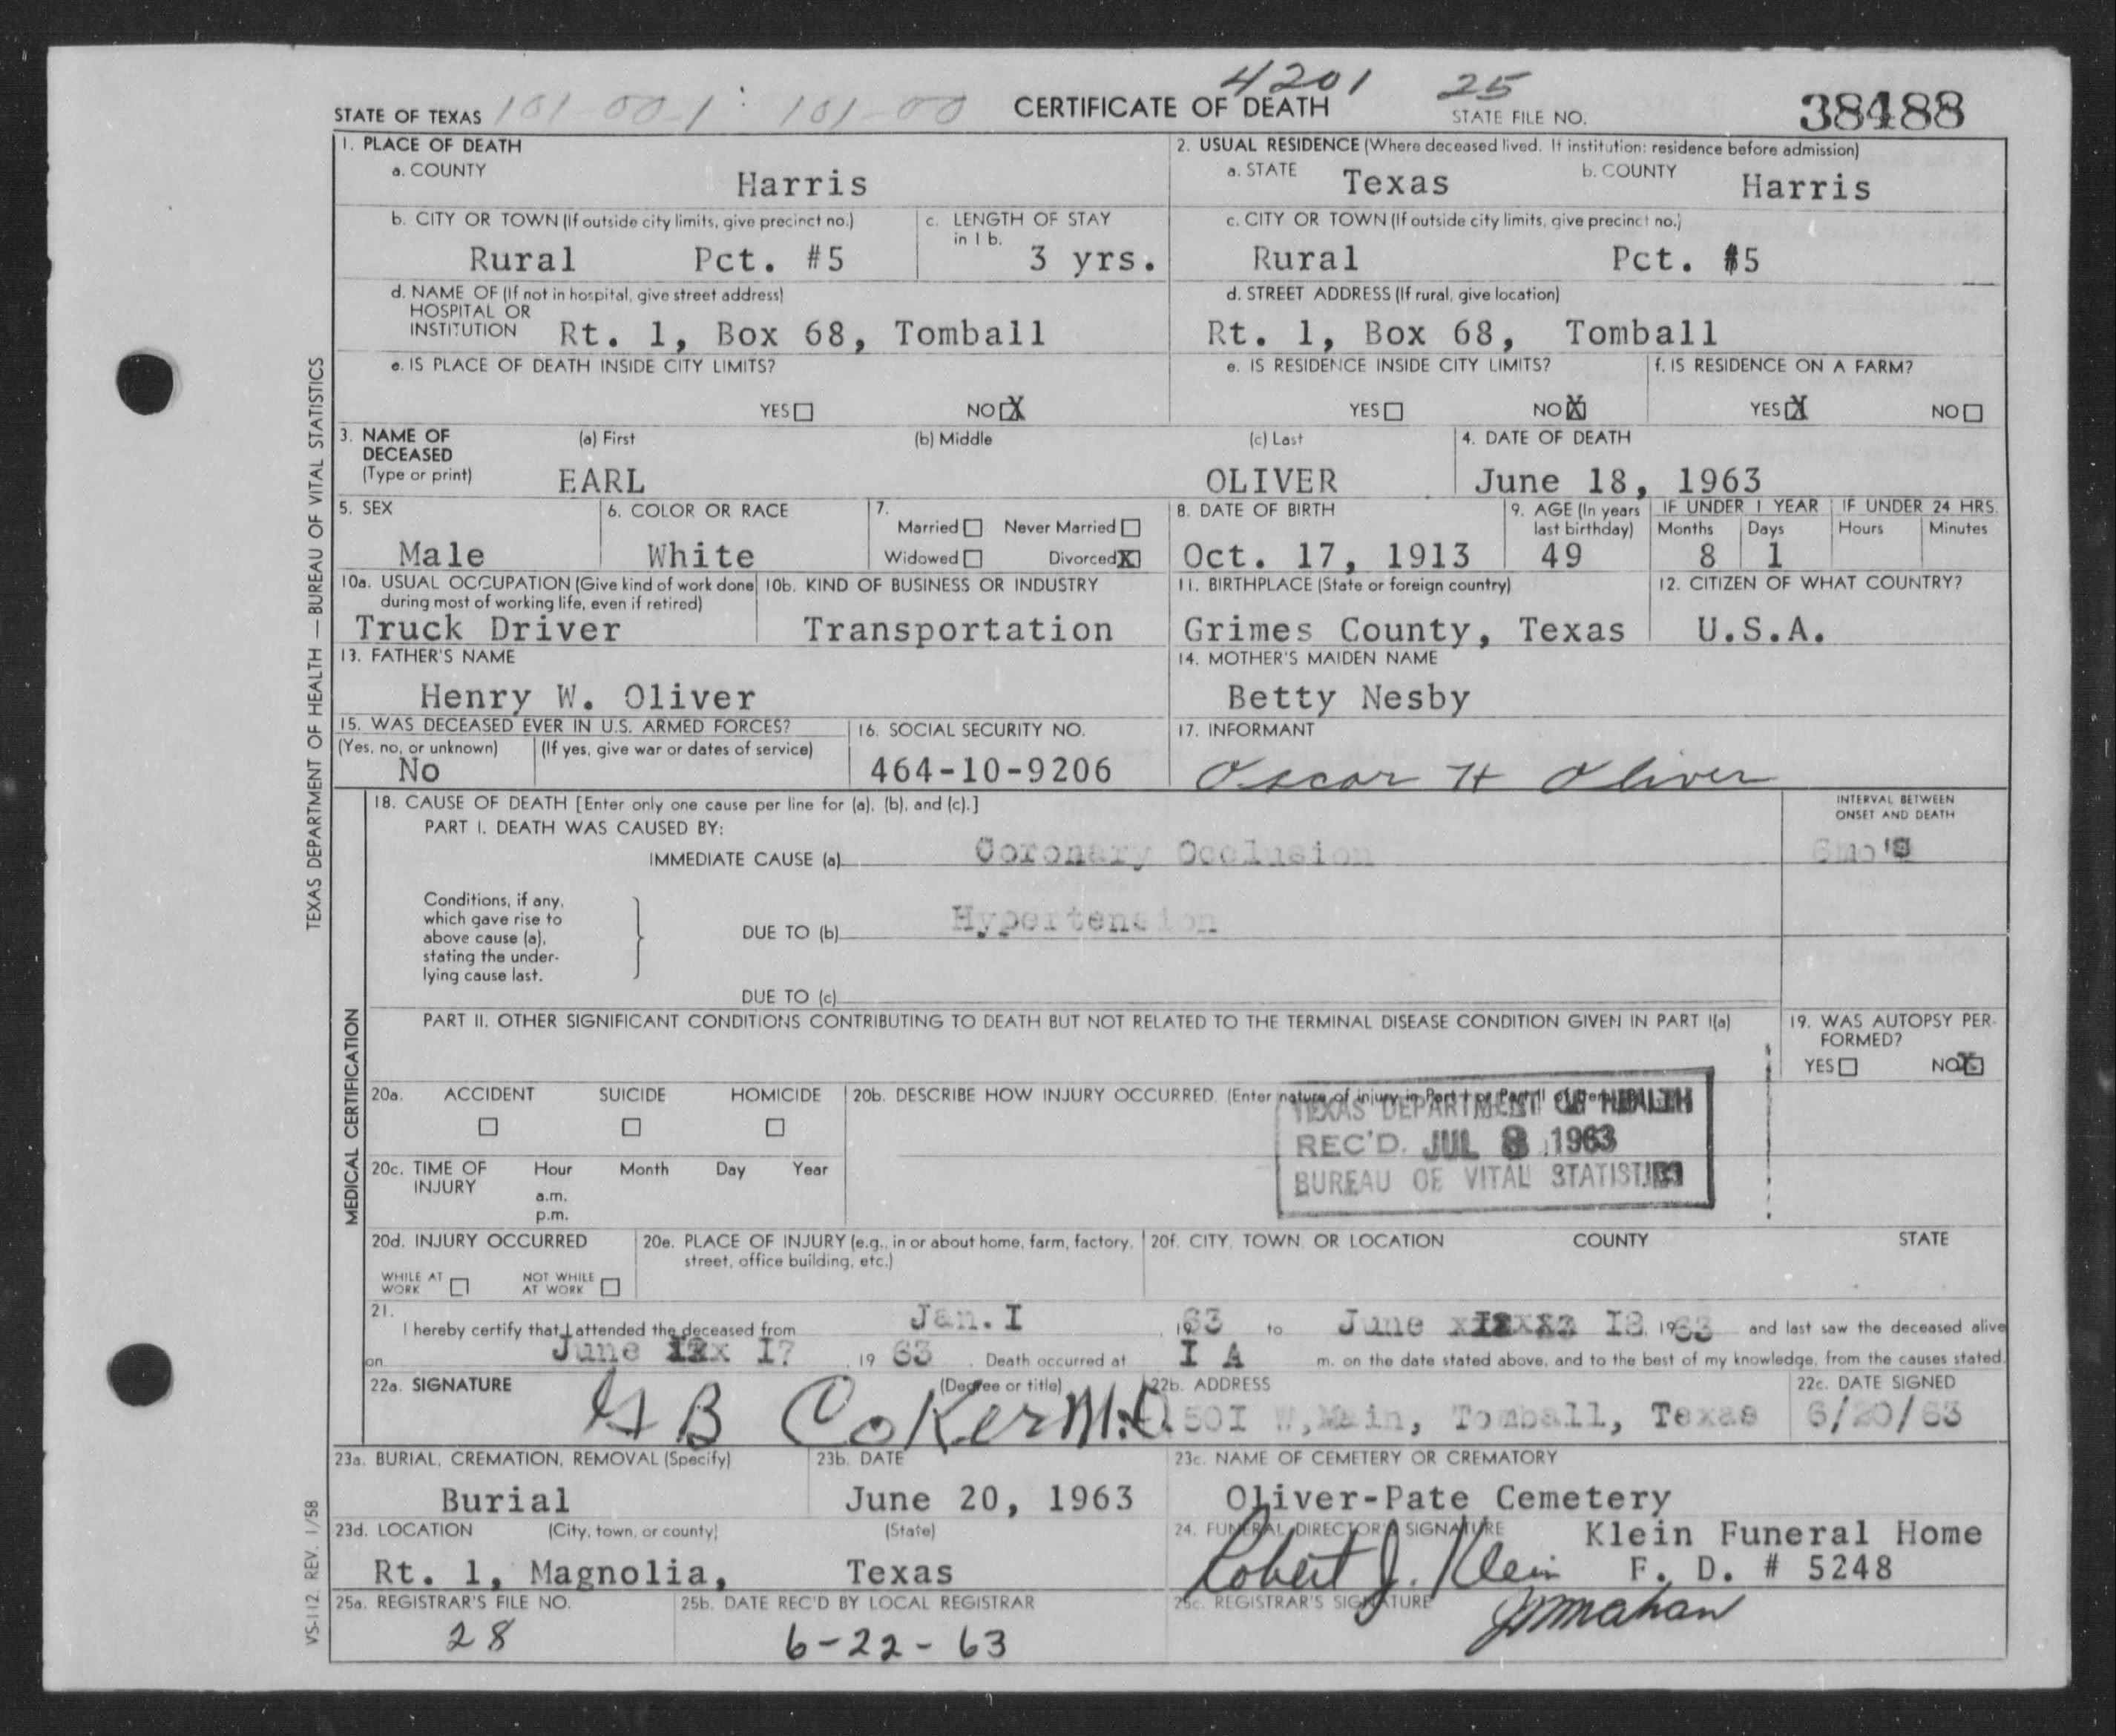 4201 25
STATE OF TEXAS 101-00-1 101-00 CERTIFICATE OF DEATH STATE FILE NO. 38488
1. PLACE OF DEATH
a. COUNTY
Harris
2. USUAL RESIDENCE (Where deceased lived. If institution: residence before admission)
a. STATE Texas b. COUNTY Harris
b. CITY OR TOWN (If outside city limits, give precinct no.)
Rural Pct. #5
c. LENGTH OF STAY
in 1 b.
3 yrs.
c. CITY OR TOWN (If outside city limits, give precinct no.)
Rural Pct. #5
d. NAME OF (If not in hospital, give street address)
HOSPITAL OR
INSTITUTION Rt. 1, Box 68, Tomball
d. STREET ADDRESS (If rural, give location)
Rt. 1, Box 68, Tomball
e. IS PLACE OF DEATH INSIDE CITY LIMITS?
YES NO X
e. IS RESIDENCE INSIDE CITY LIMITS?
YES NO X
f. IS RESIDENCE ON A FARM?
YES X NO
3. NAME OF
DECEASED
(Type or print)
(a) First (b) Middle (c) Last
EARL OLIVER
4. DATE OF DEATH
June 18, 1963
5. SEX
Male
6. COLOR OR RACE
White
7.
Married Never Married
Widowed Divorced X
8. DATE OF BIRTH
Oct. 17, 1913
9. AGE (In years
last birthday)
49
IF UNDER 1 YEAR
Months Days
8 1
IF UNDER 24 HRS.
Hours Minutes
10a. USUAL OCCUPATION (Give kind of work done
during most of working life, even if retired)
Truck Driver
10b. KIND OF BUSINESS OR INDUSTRY
Transportation
11. BIRTHPLACE (State or foreign country)
Grimes County, Texas
12. CITIZEN OF WHAT COUNTRY?
U.S.A.
13. FATHER'S NAME
Henry W. Oliver
14. MOTHER'S MAIDEN NAME
Betty Nesby
15. WAS DECEASED EVER IN U.S. ARMED FORCES?
(Yes, no, or unknown) (If yes, give war or dates of service)
No
16. SOCIAL SECURITY NO.
464-10-9206
17. INFORMANT
Oscar H Oliver
18. CAUSE OF DEATH [Enter only one cause per line for (a), (b), and (c).]
PART I. DEATH WAS CAUSED BY:
IMMEDIATE CAUSE (a) Coronary Occlusion
INTERVAL BETWEEN
ONSET AND DEATH
6mo's
Conditions, if any,
which gave rise to
above cause (a),
stating the under-
lying cause last.
DUE TO (b) Hypertension
DUE TO (c)
PART II. OTHER SIGNIFICANT CONDITIONS CONTRIBUTING TO DEATH BUT NOT RELATED TO THE TERMINAL DISEASE CONDITION GIVEN IN PART I(a)
19. WAS AUTOPSY PER-
FORMED?
YES NO X
20a. ACCIDENT SUICIDE HOMICIDE
20b. DESCRIBE HOW INJURY OCCURRED. (Enter nature of injury in Part I or Part II of
TEXAS DEPARTMENT OF HEALTH
REC'D. JUL 8 1963
BUREAU OF VITAL STATISTICS
20c. TIME OF
INJURY
Hour Month Day Year
a.m.
p.m.
20d. INJURY OCCURRED
WHILE AT
WORK
NOT WHILE
AT WORK
20e. PLACE OF INJURY (e.g., in or about home, farm, factory,
street, office building, etc.)
20f. CITY, TOWN, OR LOCATION COUNTY STATE
21.
I hereby certify that I attended the deceased from Jan. I, 1963 to June I8, 1963 and last saw the deceased alive
on June I7, 19 63. Death occurred at I A m. on the date stated above, and to the best of my knowledge, from the causes stated.
22a. SIGNATURE (Degree or title)
G B Coker M.D.
22b. ADDRESS
50I W,Main, Tomball, Texas
22c. DATE SIGNED
6/20/63
23a. BURIAL, CREMATION, REMOVAL (Specify)
Burial
23b. DATE
June 20, 1963
23c. NAME OF CEMETERY OR CREMATORY
Oliver-Pate Cemetery
23d. LOCATION (City, town, or county) (State)
Rt. 1, Magnolia, Texas
24. FUNERAL DIRECTOR'S SIGNATURE Klein Funeral Home
Robert J. Klein F. D. # 5248
25a. REGISTRAR'S FILE NO.
28
25b. DATE REC'D BY LOCAL REGISTRAR
6-22-63
25c. REGISTRAR'S SIGNATURE
TEXAS DEPARTMENT OF HEALTH — BUREAU OF VITAL STATISTICS
MEDICAL CERTIFICATION
VS-112. REV. 1/58